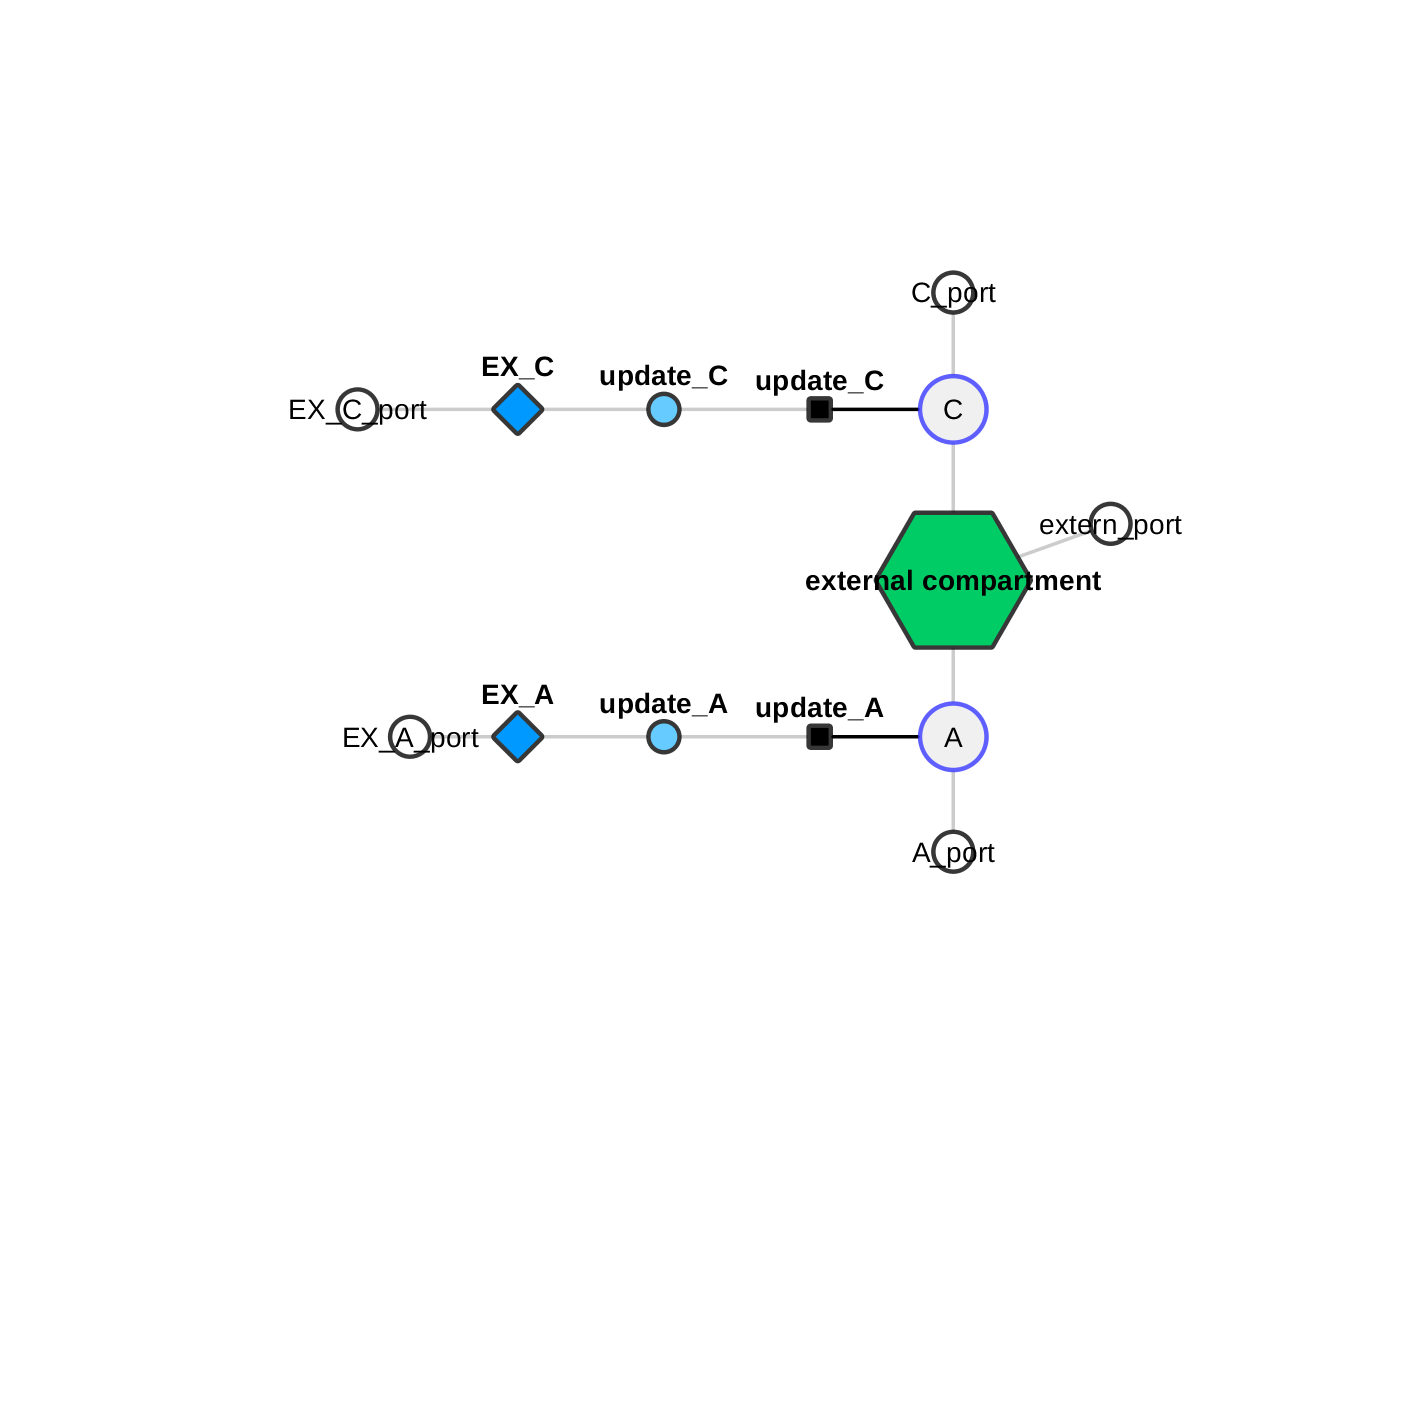 C_port
EX_C
update_C
update_C
EX_C_port
C
extern_port
external compartment
EX_A
update_A
update_A
EX_A_port
A
A_port